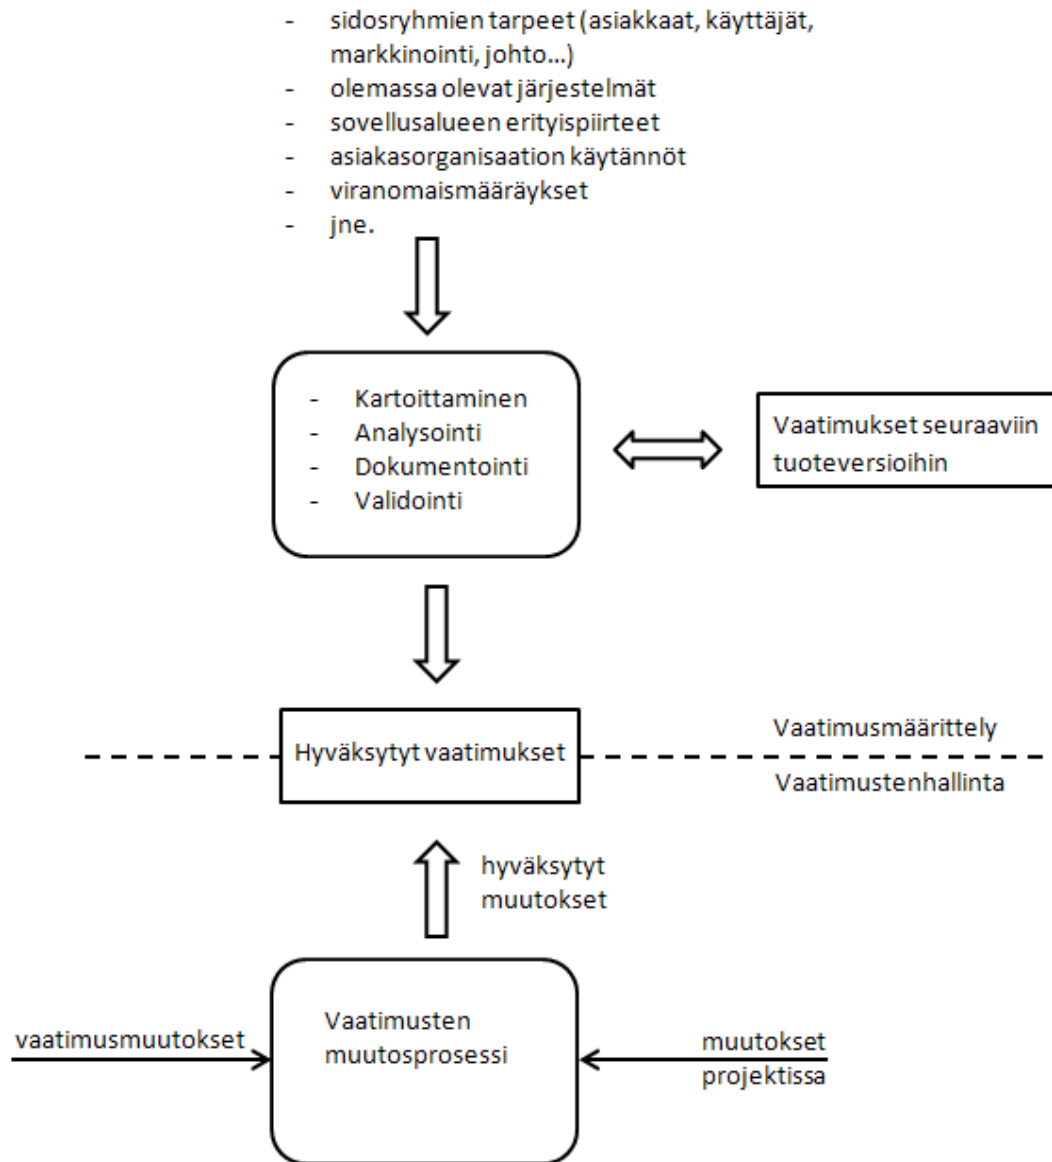 - sidosryhmien tarpeet (asiakkaat, käyttäjät,
markkinointi, johto...)
- olemassa olevat järjestelmät
- sovellusalueen erityispiirteet
- asiakasorganisaation käytännöt
- viranomaismääräykset
- jne.
- Kartoittaminen
- Analysointi
- Dokumentointi
- Validointi
Vaatimukset seuraaviin
tuoteversioihin
Hyväksytyt vaatimukset
Vaatimusmäärittely
Vaatimustenhallinta
hyväksytyt
muutokset
Vaatimusten
muutosprosessi
vaatimusmuutokset
muutokset
projektissa